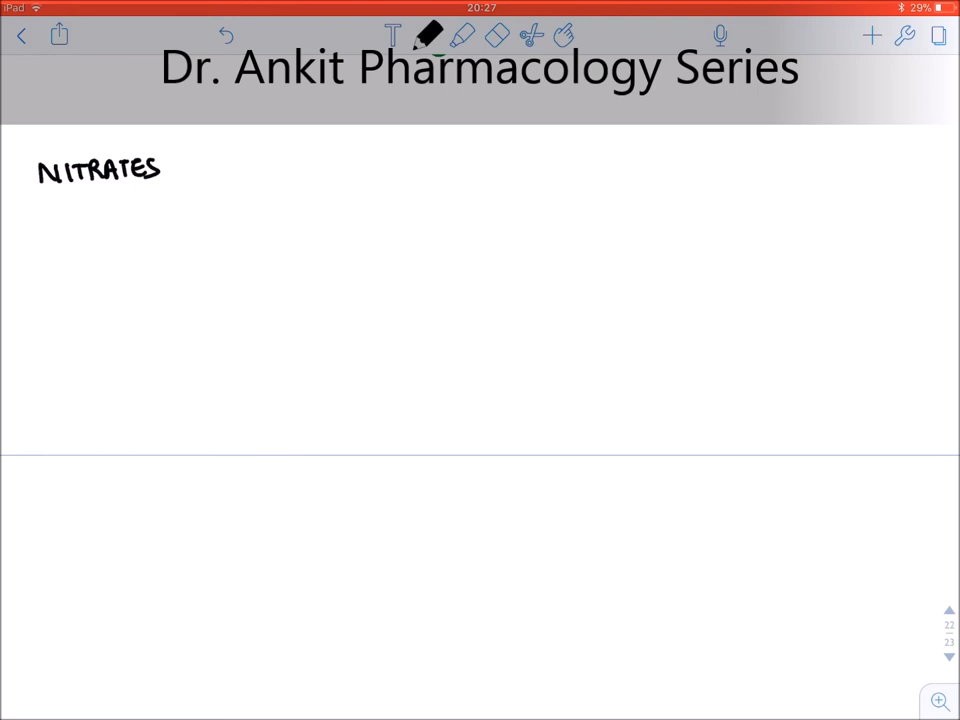 iPad 20:27 29%
T
Dr. Ankit Pharmacology Series
NITRATES
22
23